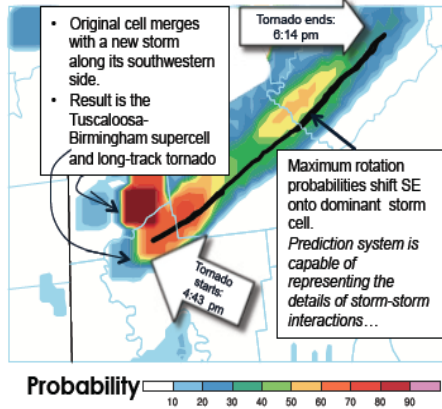 • Original cell merges
with a new storm
along its southwestern
side.
• Result is the
Tuscaloosa-
Birmingham supercell
and long-track tornado
Tornado ends:
6:14 pm
Maximum rotation
probabilities shift SE
onto dominant storm
cell.
Prediction system is
capable of
representing the
details of storm-storm
interactions…
Tornado
starts:
4:43 pm
Probability
10 20 30 40 50 60 70 80 90